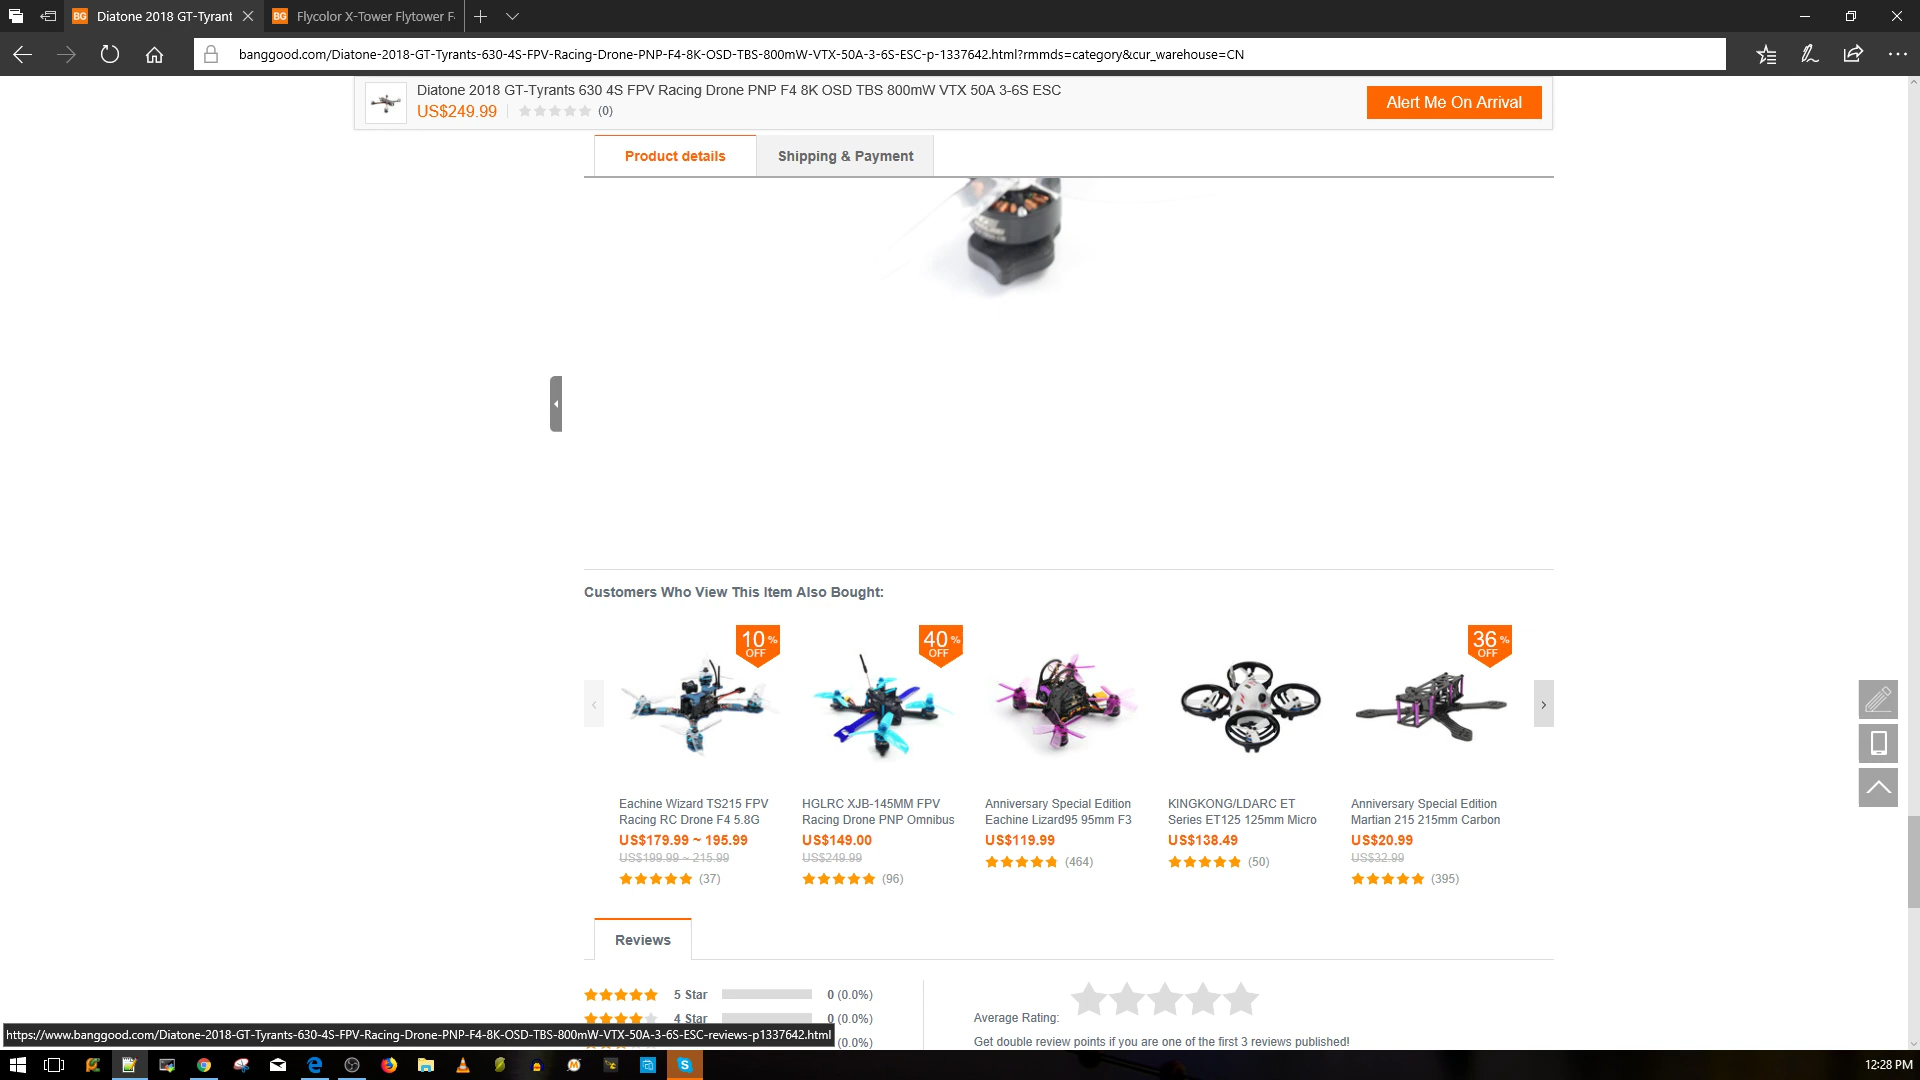 BG Diatone 2018 GT-Tyrant
BG Flycolor X-Tower Flytower F
banggood.com/Diatone-2018-GT-Tyrants-630-4S-FPV-Racing-Drone-PNP-F4-8K-OSD-TBS-800mW-VTX-50A-3-6S-ESC-p-1337642.html?rmmds=category&cur_warehouse=CN
Diatone 2018 GT-Tyrants 630 4S FPV Racing Drone PNP F4 8K OSD TBS 800mW VTX 50A 3-6S ESC
US$249.99 (0)
Alert Me On Arrival
Product details Shipping & Payment
Customers Who View This Item Also Bought:
10% OFF
40% OFF
36% OFF
Eachine Wizard TS215 FPV
Racing RC Drone F4 5.8G
US$179.99 ~ 195.99
US$199.99 ~ 215.99
(37)
HGLRC XJB-145MM FPV
Racing Drone PNP Omnibus
US$149.00
US$249.99
(96)
Anniversary Special Edition
Eachine Lizard95 95mm F3
US$119.99
(464)
KINGKONG/LDARC ET
Series ET125 125mm Micro
US$138.49
(50)
Anniversary Special Edition
Martian 215 215mm Carbon
US$20.99
US$32.99
(395)
Reviews
5 Star 0 (0.0%)
4 Star 0 (0.0%)
(0.0%)
Average Rating:
Get double review points if you are one of the first 3 reviews published!
https://www.banggood.com/Diatone-2018-GT-Tyrants-630-4S-FPV-Racing-Drone-PNP-F4-8K-OSD-TBS-800mW-VTX-50A-3-6S-ESC-reviews-p1337642.html
12:28 PM